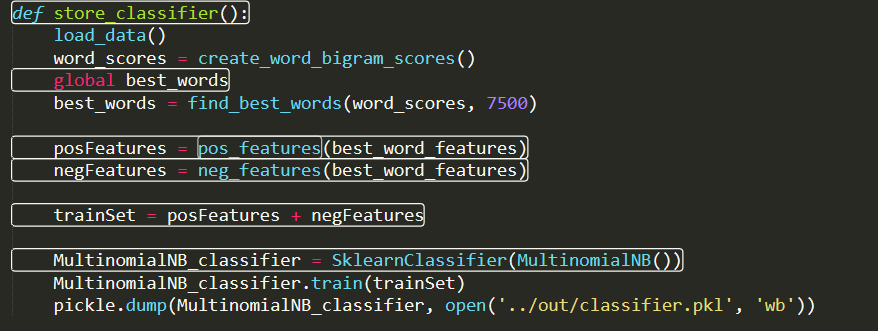 def store_classifier():
    load_data()
    word_scores = create_word_bigram_scores()
    global best_words
    best_words = find_best_words(word_scores, 7500)

    posFeatures = pos_features(best_word_features)
    negFeatures = neg_features(best_word_features)

    trainSet = posFeatures + negFeatures

    MultinomialNB_classifier = SklearnClassifier(MultinomialNB())
    MultinomialNB_classifier.train(trainSet)
    pickle.dump(MultinomialNB_classifier, open('../out/classifier.pkl', 'wb'))